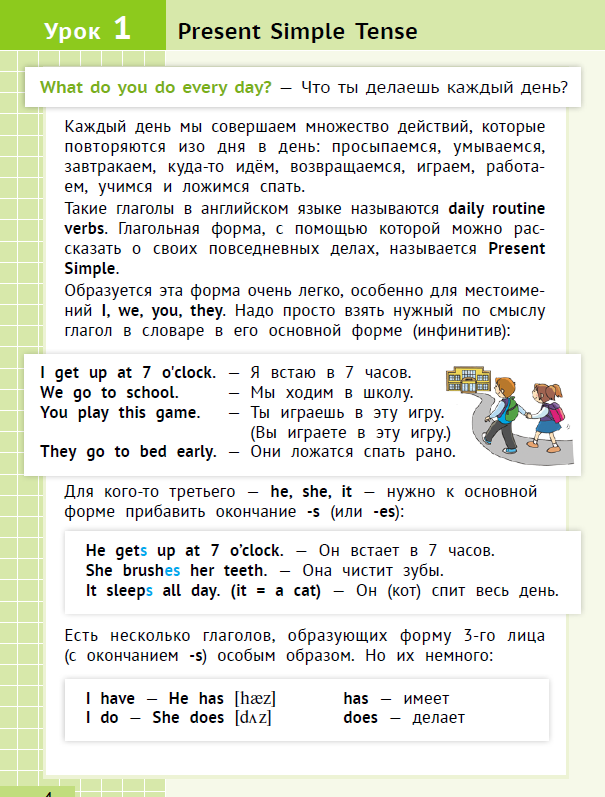 Урок 1 Present Simple Tense
What do you do every day? — Что ты делаешь каждый день?
Каждый день мы совершаем множество действий, которые
повторяются изо дня в день: просыпаемся, умываемся,
завтракаем, куда-то идём, возвращаемся, играем, работа-
ем, учимся и ложимся спать.
Такие глаголы в английском языке называются daily routine
verbs. Глагольная форма, с помощью которой можно рас-
сказать о своих повседневных делах, называется Present
Simple.
Образуется эта форма очень легко, особенно для местоиме-
ний I, we, you, they. Надо просто взять нужный по смыслу
глагол в словаре в его основной форме (инфинитив):
I get up at 7 o'clock. — Я встаю в 7 часов.
We go to school. — Мы ходим в школу.
You play this game. — Ты играешь в эту игру.
(Вы играете в эту игру.)
They go to bed early. — Они ложатся спать рано.
Для кого-то третьего — he, she, it — нужно к основной
форме прибавить окончание -s (или -es):
He gets up at 7 o’clock. — Он встает в 7 часов.
She brushes her teeth. — Она чистит зубы.
It sleeps all day. (it = a cat) — Он (кот) спит весь день.
Есть несколько глаголов, образующих форму 3-го лица
(с окончанием -s) особым образом. Но их немного:
I have — He has [hæz] has — имеет
I do — She does [dʌz] does — делает